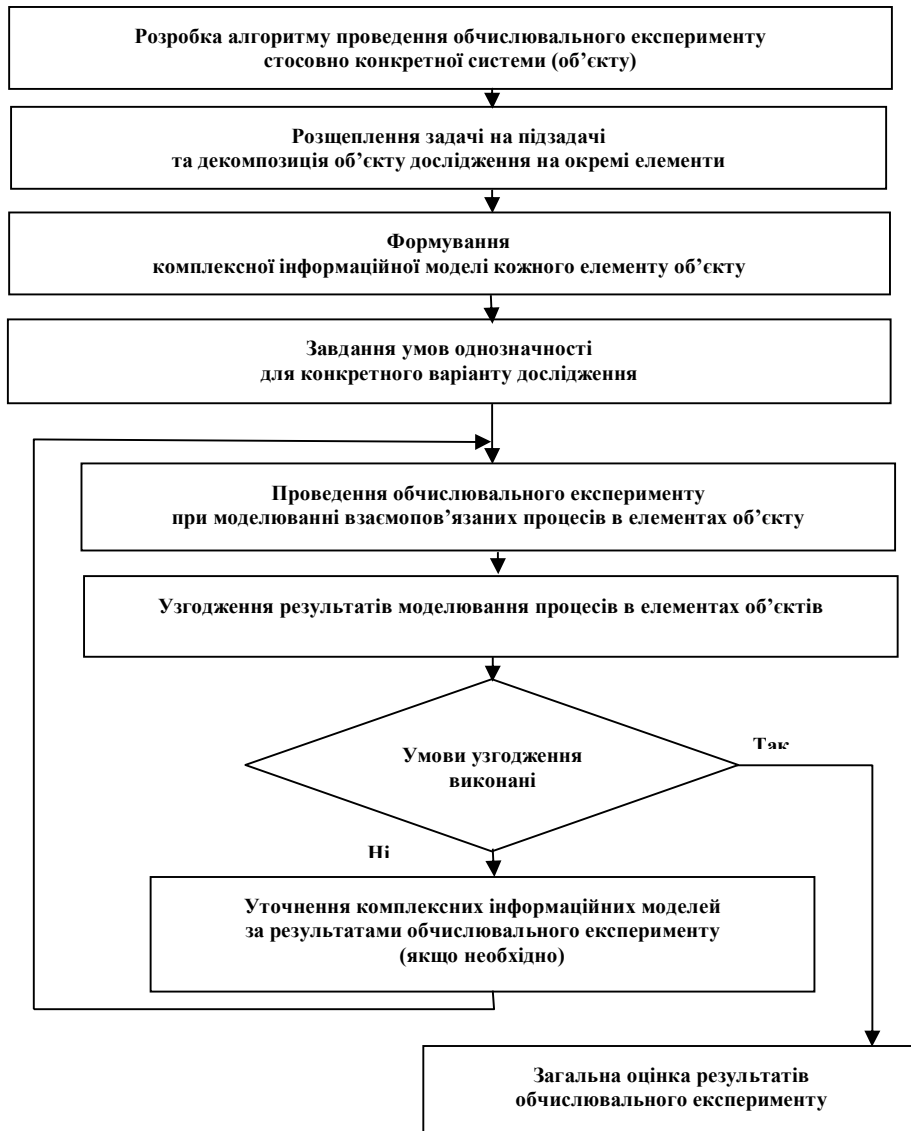 Розробка алгоритму проведення обчислювального експерименту
стосовно конкретної системи (об’єкту)
Розщеплення задачі на підзадачі
та декомпозиція об’єкту дослідження на окремі елементи
Формування
комплексної інформаційної моделі кожного елементу об’єкту
Завдання умов однозначності
для конкретного варіанту дослідження
Проведення обчислювального експерименту
при моделюванні взаємопов’язаних процесів в елементах об’єкту
Узгодження результатів моделювання процесів в елементах об’єктів
Умови узгодження
виконані
Так
Ні
Уточнення комплексних інформаційних моделей
за результатами обчислювального експерименту
(якщо необхідно)
Загальна оцінка результатів
обчислювального експерименту